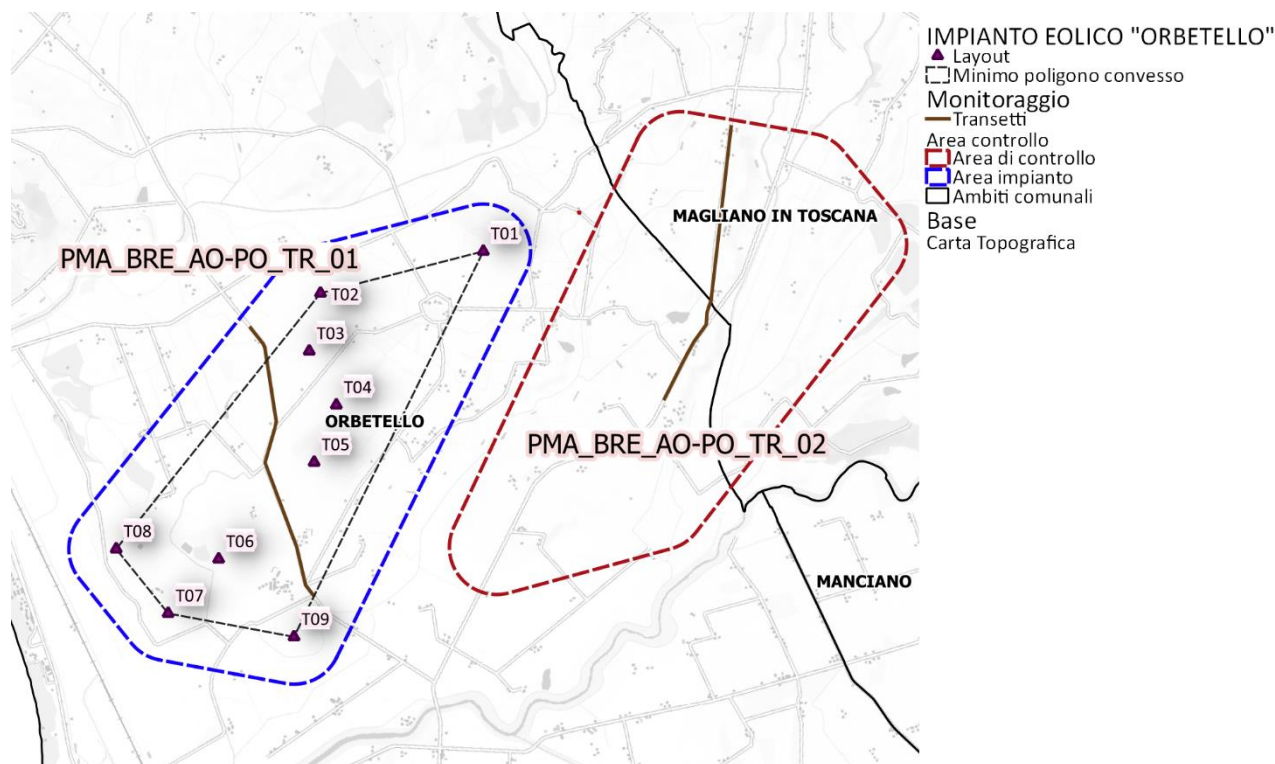 IMPIANTO EOLICO "ORBETELLO"
Layout
Minimo poligono convesso
Monitoraggio
Transetti
Area controllo
Area di controllo
Area impianto
Ambiti comunali
Base
Carta Topografica
MAGLIANO IN TOSCANA
T01
PMA_BRE_AO-PO_TR_01
T02
T03
T04
ORBETELLO
T05
PMA_BRE_AO-PO_TR_02
T08
T06
MANCIANO
T07
T09